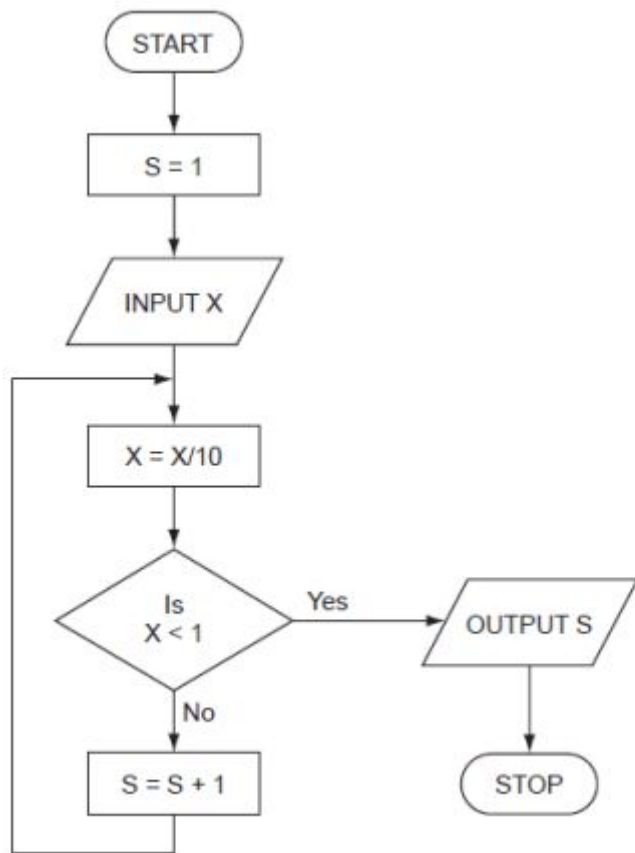 START
S = 1
INPUT X
X = X/10
Is
X < 1
Yes
OUTPUT S
No
S = S + 1
STOP